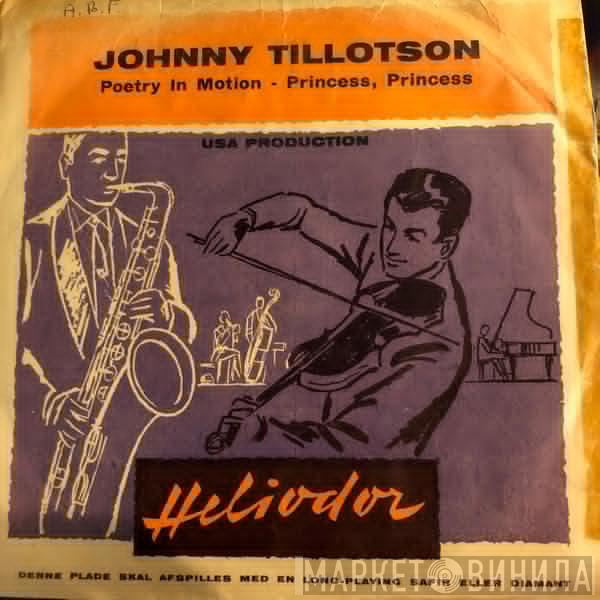 A.B.F
JOHNNY TILLOTSON
Poetry In Motion - Princess, Princess
USA PRODUCTION
Heliodor
МАРКЕТ ВИНИЛА
DENNE PLADE SKAL AFSPILLES MED EN LONG-PLAYING SAFIR ELLER DIAMANT